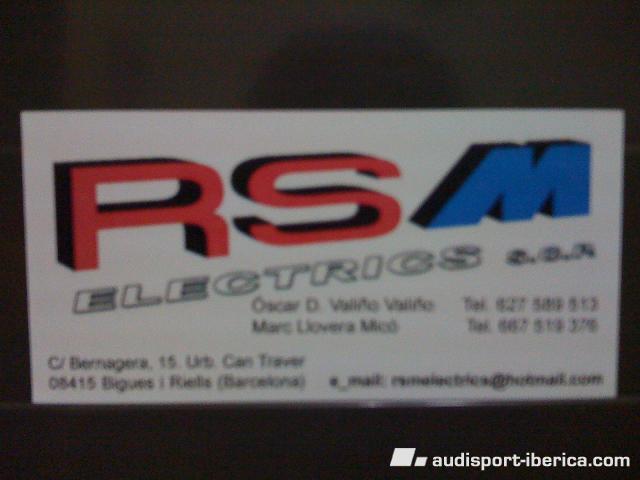 RSM
ELECTRICS s.c.p.
Óscar D. Valiño Valiño Tel. 627 589 513
Marc Llovera Micó Tel. 667 519 376
C/ Bernagera, 15. Urb. Can Traver
08415 Bigues i Riells (Barcelona) e_mail: rsmelectrics@hotmail.com
audisport-iberica.com